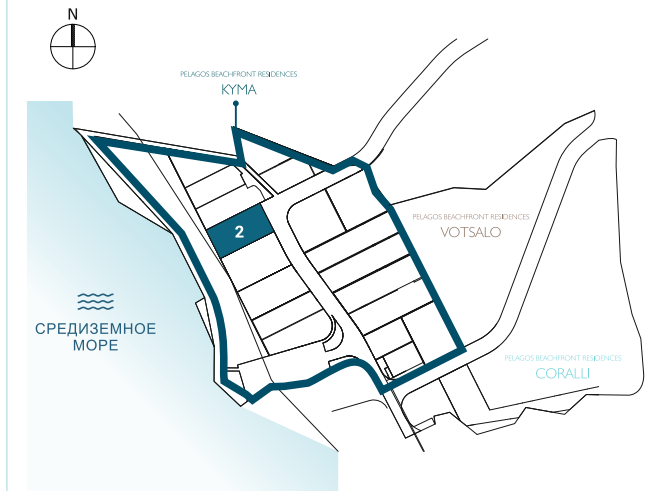 N
PELAGOS BEACHFRONT RESIDENCES
KYMA
2
PELAGOS BEACHFRONT RESIDENCES
VOTSALO
СРЕДИЗЕМНОЕ
МОРЕ
PELAGOS BEACHFRONT RESIDENCES
CORALLI